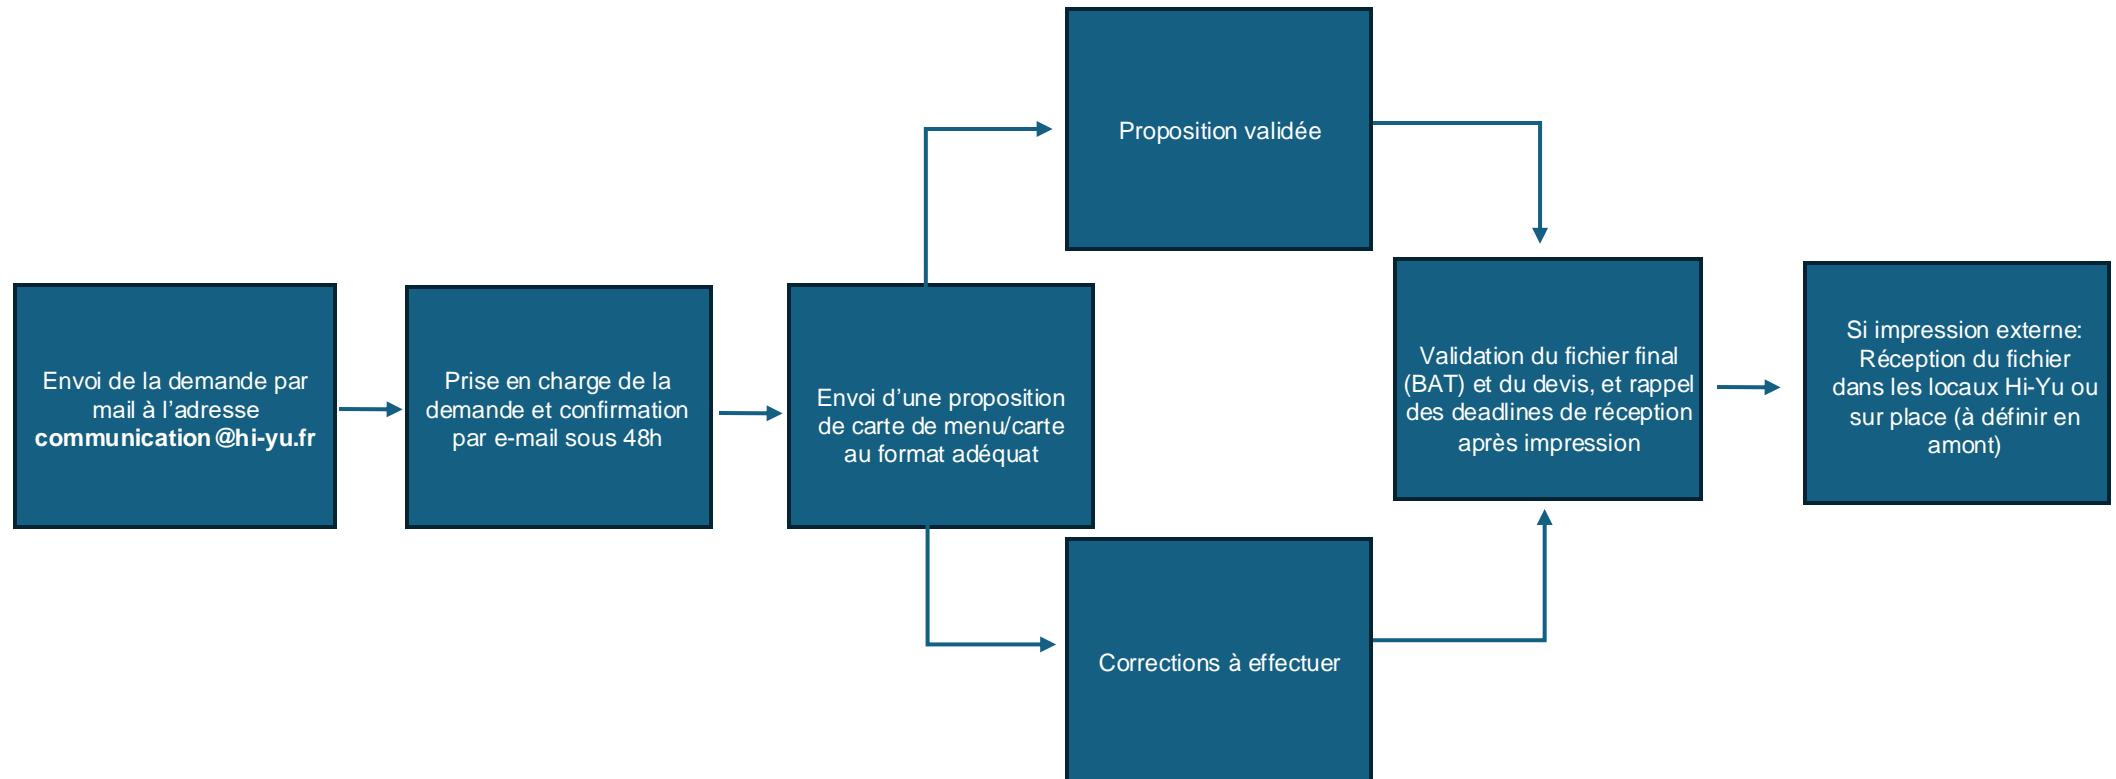 Envoi de la demande par
mail à l’adresse
communication@hi-yu.fr
Prise en charge de la
demande et confirmation
par e-mail sous 48h
Envoi d’une proposition
de carte de menu/carte
au format adéquat
Proposition validée
Corrections à effectuer
Validation du fichier final
(BAT) et du devis, et rappel
des deadlines de réception
après impression
Si impression externe:
Réception du fichier
dans les locaux Hi-Yu ou
sur place (à définir en
amont)